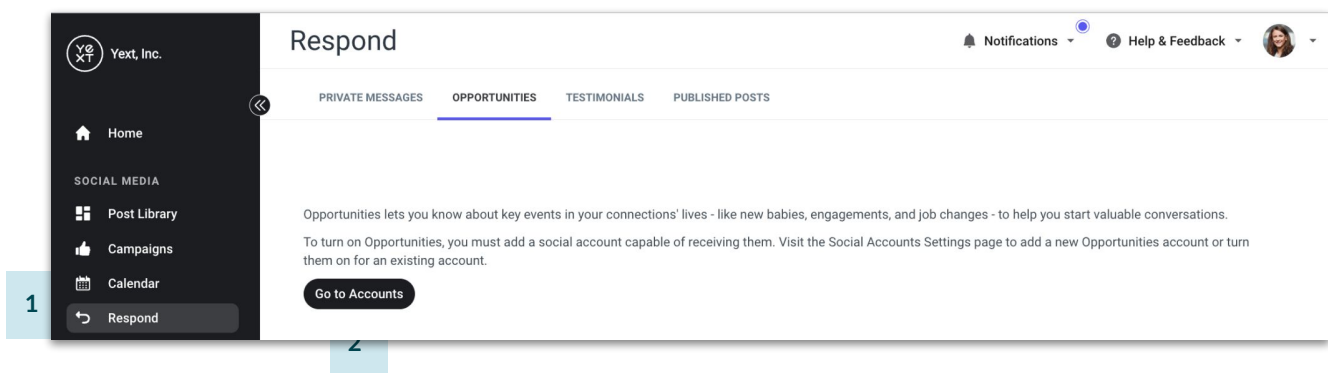 YEXT Yext, Inc.
Respond
Notifications
Help & Feedback
PRIVATE MESSAGES OPPORTUNITIES TESTIMONIALS PUBLISHED POSTS
Home
SOCIAL MEDIA
Post Library
Campaigns
Calendar
Respond
Opportunities lets you know about key events in your connections' lives - like new babies, engagements, and job changes - to help you start valuable conversations.
To turn on Opportunities, you must add a social account capable of receiving them. Visit the Social Accounts Settings page to add a new Opportunities account or turn
them on for an existing account.
Go to Accounts
1
2